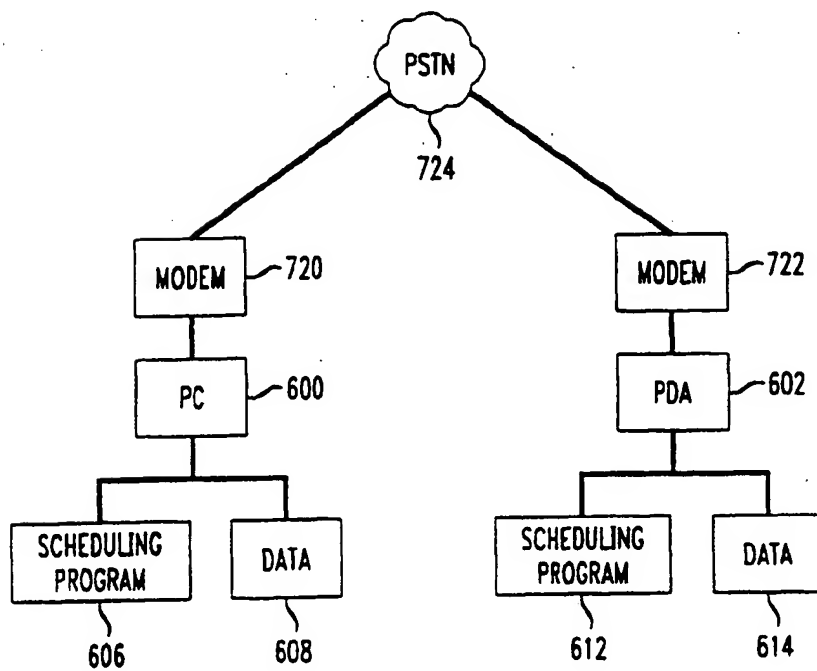 PSTN
724
MODEM
720
MODEM
722
PC
600
PDA
602
SCHEDULING
PROGRAM
DATA
SCHEDULING
PROGRAM
DATA
606
608
612
614